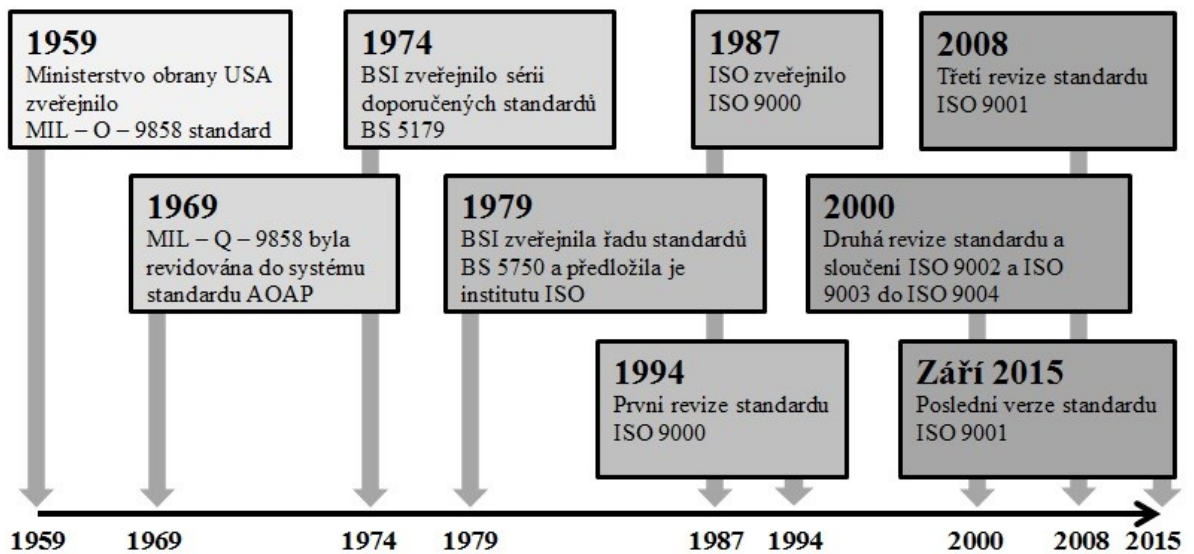 1959
Ministerstvo obrany USA
zveřejnilo
MIL – O – 9858 standard
1974
BSI zveřejnilo sérii
doporučených standardů
BS 5179
1987
ISO zveřejnilo
ISO 9000
2008
Třetí revize standardu
ISO 9001
1969
MIL – Q – 9858 byla
revidována do systému
standardu AOAP
1979
BSI zveřejnila řadu standardů
BS 5750 a předložila je
institutu ISO
2000
Druhá revize standardu a
sloučení ISO 9002 a ISO
9003 do ISO 9004
1994
První revize standardu
ISO 9000
Září 2015
Poslední verze standardu
ISO 9001
1959 1969 1974 1979 1987 1994 2000 2008 2015